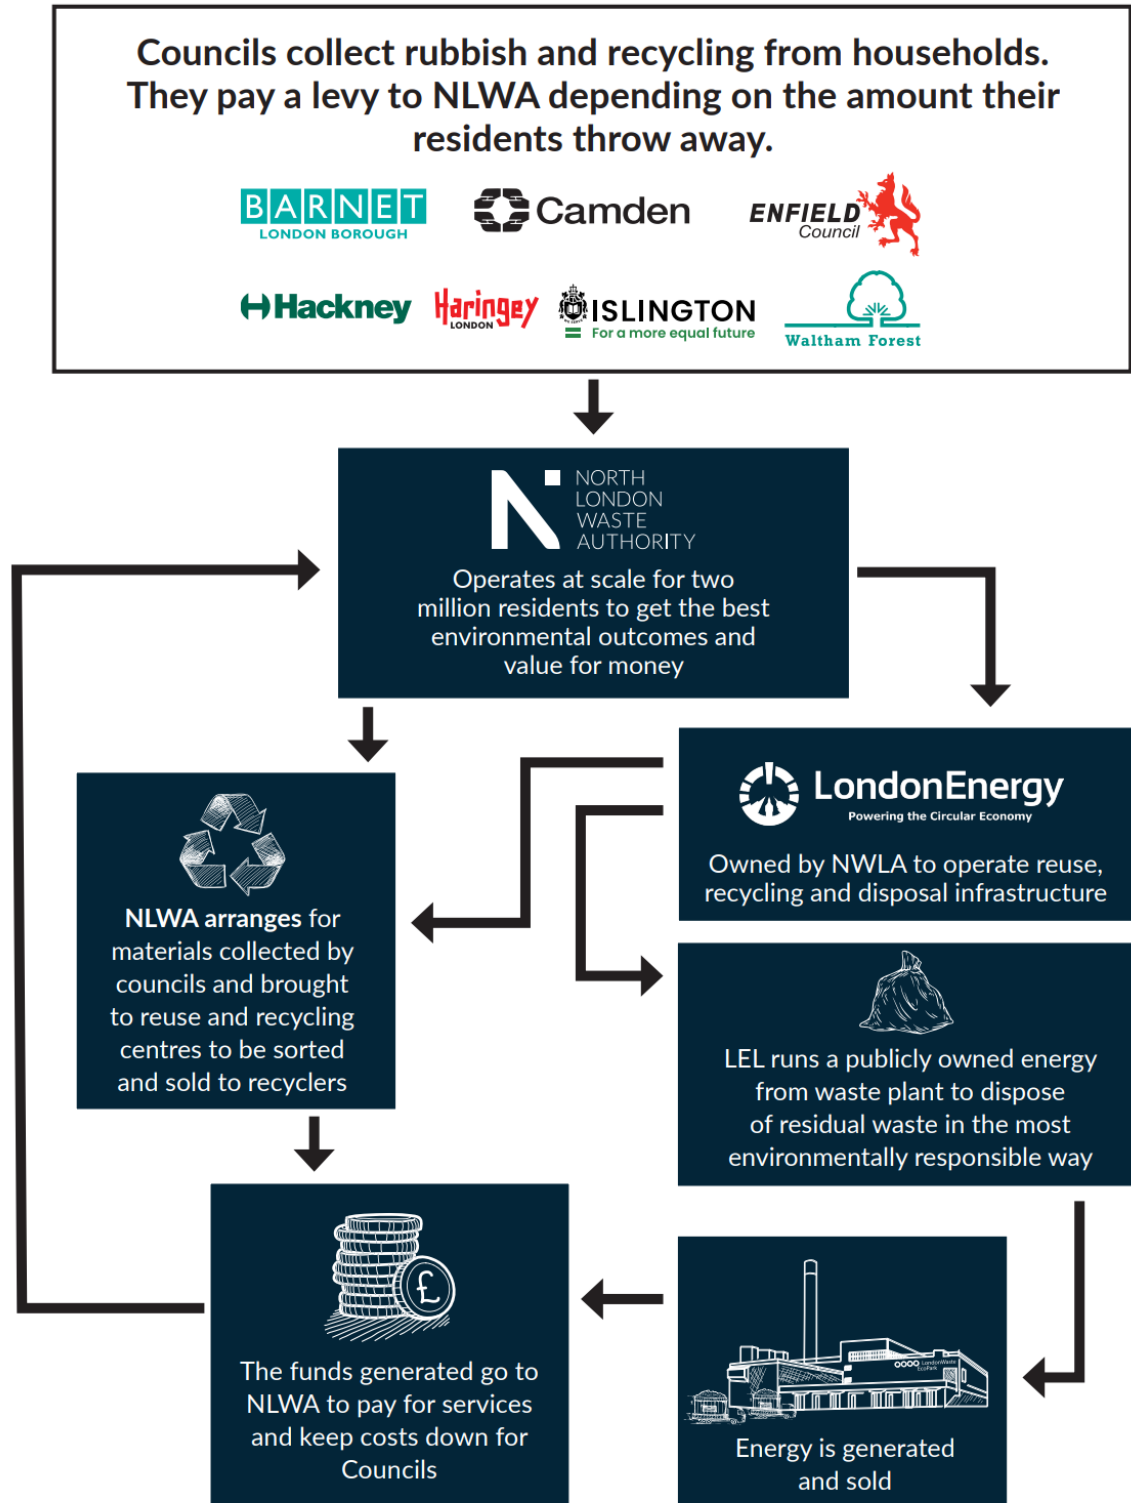 Councils collect rubbish and recycling from households.
They pay a levy to NLWA depending on the amount their
residents throw away.
BARNET
LONDON BOROUGH
Camden
ENFIELD
Council
Hackney
Haringey
LONDON
ISLINGTON
For a more equal future
Waltham Forest
NORTH
LONDON
WASTE
AUTHORITY
Operates at scale for two
million residents to get the best
environmental outcomes and
value for money
LondonEnergy
Powering the Circular Economy
Owned by NWLA to operate reuse,
recycling and disposal infrastructure
NLWA arranges for
materials collected by
councils and brought
to reuse and recycling
centres to be sorted
and sold to recyclers
LEL runs a publicly owned energy
from waste plant to dispose
of residual waste in the most
environmentally responsible way
£
The funds generated go to
NLWA to pay for services
and keep costs down for
Councils
LondonWaste
EcoPark
Energy is generated
and sold